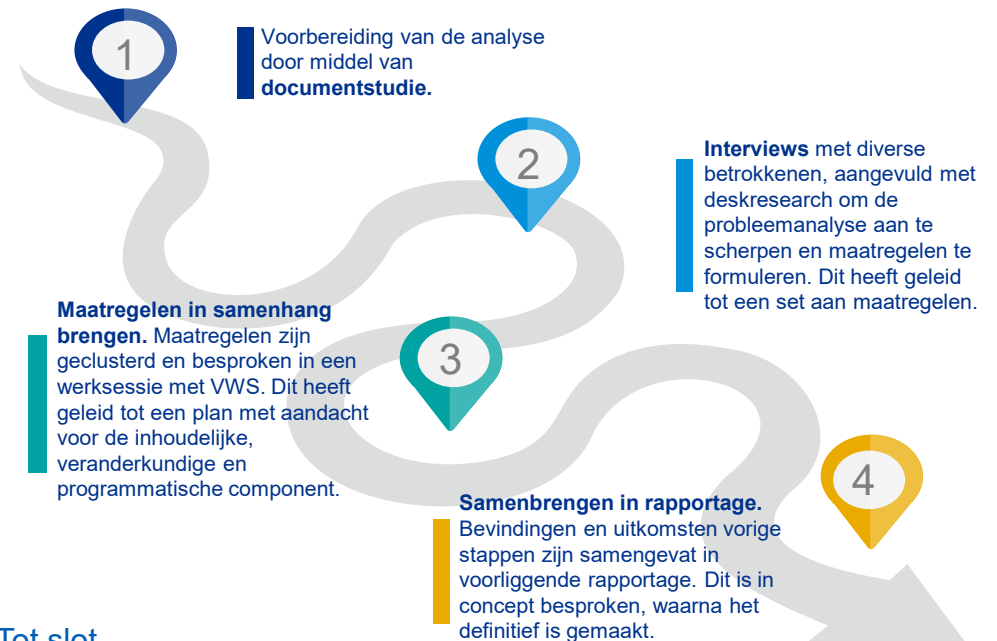 1
Voorbereiding van de analyse
door middel van
documentstudie.
2
Interviews met diverse
betrokkenen, aangevuld met
deskresearch om de
probleemanalyse aan te
scherpen en maatregelen te
formuleren. Dit heeft geleid
tot een set aan maatregelen.
Maatregelen in samenhang
brengen. Maatregelen zijn
geclusterd en besproken in een
werksessie met VWS. Dit heeft
geleid tot een plan met aandacht
voor de inhoudelijke,
veranderkundige en
programmatische component.
3
4
Samenbrengen in rapportage.
Bevindingen en uitkomsten vorige
stappen zijn samengevat in
voorliggende rapportage. Dit is in
concept besproken, waarna het
definitief is gemaakt.
Tot slot